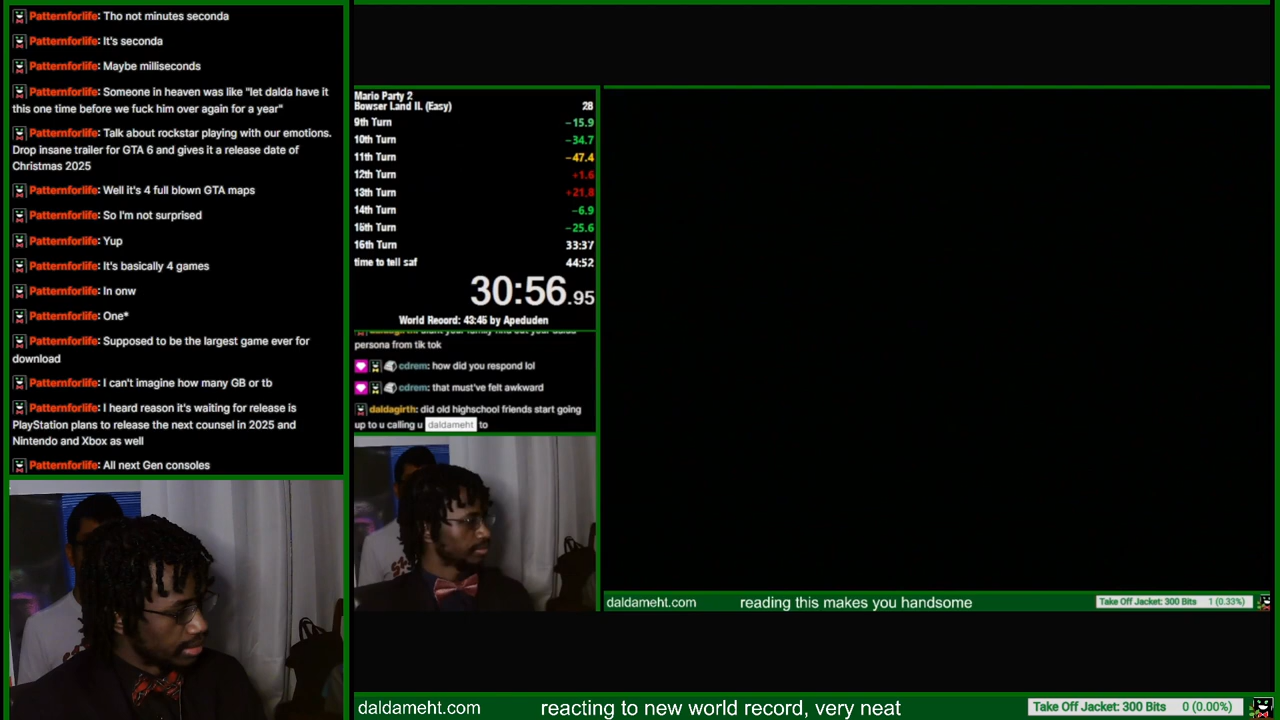 Patternforlife: Tho not minutes seconda
Patternforlife: It's seconda
Patternforlife: Maybe milliseconds
Patternforlife: Someone in heaven was like "let dalda have it
this one time before we fuck him over again for a year"
Patternforlife: Talk about rockstar playing with our emotions.
Drop insane trailer for GTA 6 and gives it a release date of
Christmas 2025
Patternforlife: Well it's 4 full blown GTA maps
Patternforlife: So I'm not surprised
Patternforlife: Yup
Patternforlife: It's basically 4 games
Patternforlife: In onw
Patternforlife: One*
Patternforlife: Supposed to be the largest game ever for
download
Patternforlife: I can't imagine how many GB or tb
Patternforlife: I heard reason it's waiting for release is
PlayStation plans to release the next counsel in 2025 and
Nintendo and Xbox as well
Patternforlife: All next Gen consoles
Mario Party 2
Bowser Land II. (Easy) 28
9th Turn −15.9
10th Turn −34.7
11th Turn −47.4
12th Turn +1.6
13th Turn +21.8
14th Turn −6.9
15th Turn −25.6
16th Turn 33:37
time to tell saf 44:52
30:56.95
World Record: 43:45 by Apeduden
persona from tik tok
cdrem: how did you respond lol
cdrem: that must've felt awkward
daldagirth: did old highschool friends start going
up to u calling u daldameht to
daldameht.com reading this makes you handsome Take Off Jacket: 300 Bits 1 (0.33%)
daldameht.com reacting to new world record, very neat Take Off Jacket: 300 Bits 0 (0.00%)